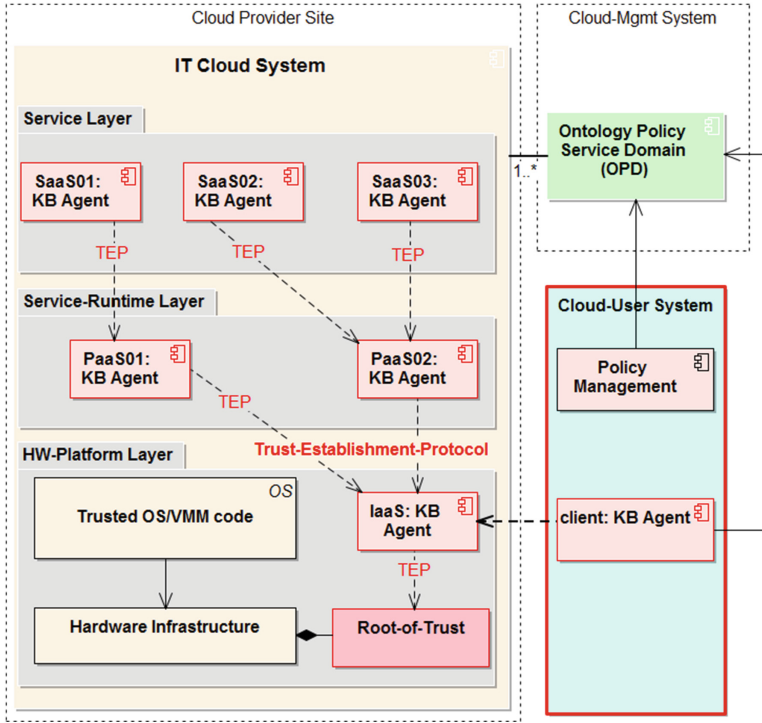 Cloud Provider Site
Cloud-Mgmt System
IT Cloud System
Service Layer
Ontology Policy
Service Domain
(OPD)
1..*
SaaS01:
KB Agent
SaaS02:
KB Agent
SaaS03:
KB Agent
TEP
TEP
TEP
Service-Runtime Layer
Cloud-User System
PaaS01:
KB Agent
PaaS02:
KB Agent
Policy
Management
TEP
Trust-Establishment-Protocol
HW-Platform Layer
OS
Trusted OS/VMM code
IaaS: KB
Agent
client: KB Agent
TEP
Hardware Infrastructure
Root-of-Trust